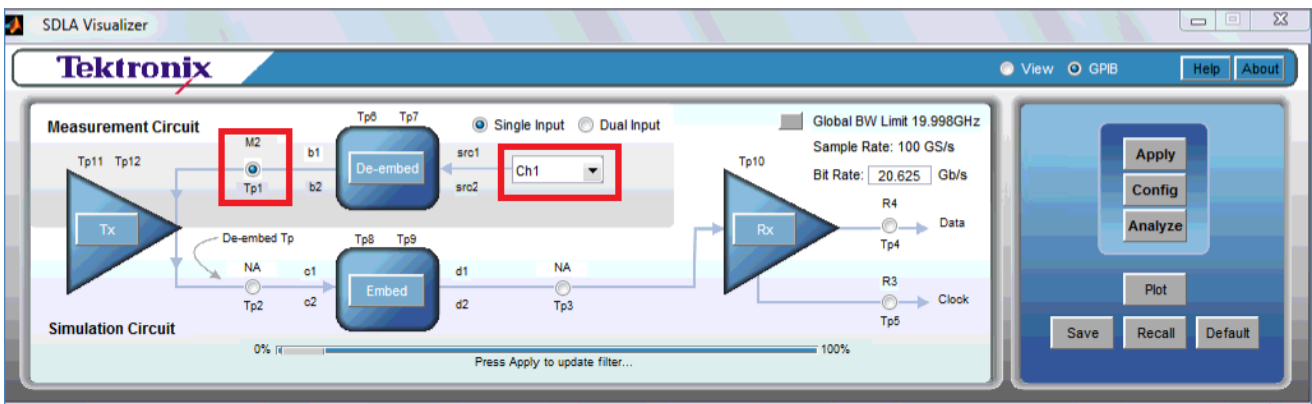 SDLA Visualizer
Tektronix
View GPIB Help About
Measurement Circuit
Tp11 Tp12
M2
Tp1
b1
b2
Tp6 Tp7
De-embed
src1
src2
Single Input Dual Input
Ch1
Global BW Limit 19.998GHz
Sample Rate: 100 GS/s
Bit Rate: 20.625 Gb/s
Tp10
R4
Data
Tp4
Tx
De-embed Tp
NA
Tp2
c1
c2
Tp8 Tp9
Embed
d1
d2
NA
Tp3
Rx
R3
Clock
Tp5
Simulation Circuit
0% 100%
Press Apply to update filter...
Apply
Config
Analyze
Plot
Save Recall Default